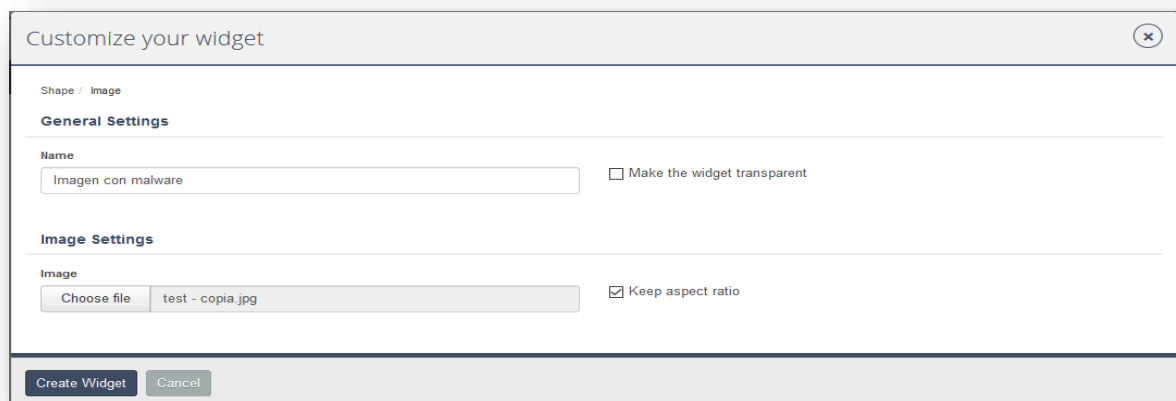 Customize your widget
Shape / Image
General Settings
Name
Imagen con malware
Make the widget transparent
Image Settings
Image
Choose file test - copia.jpg
Keep aspect ratio
Create Widget Cancel